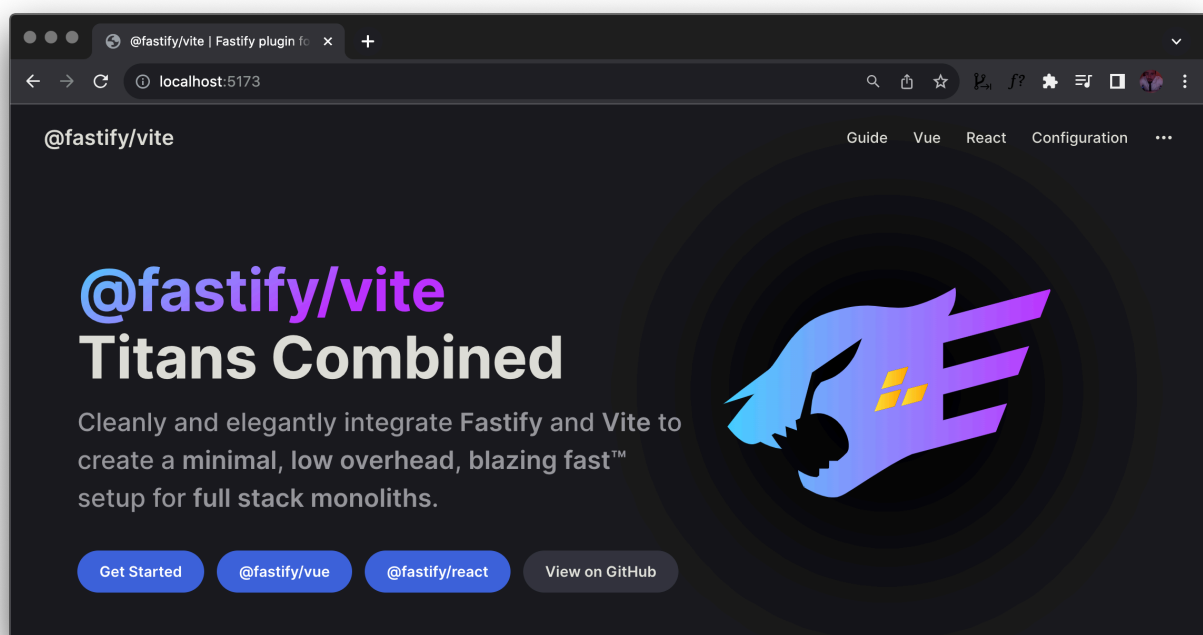 @fastify/vite | Fastify plugin fo
localhost:5173
f?
@fastify/vite
Guide Vue React Configuration
@fastify/vite
Titans Combined
Cleanly and elegantly integrate Fastify and Vite to
create a minimal, low overhead, blazing fast™
setup for full stack monoliths.
Get Started @fastify/vue @fastify/react View on GitHub